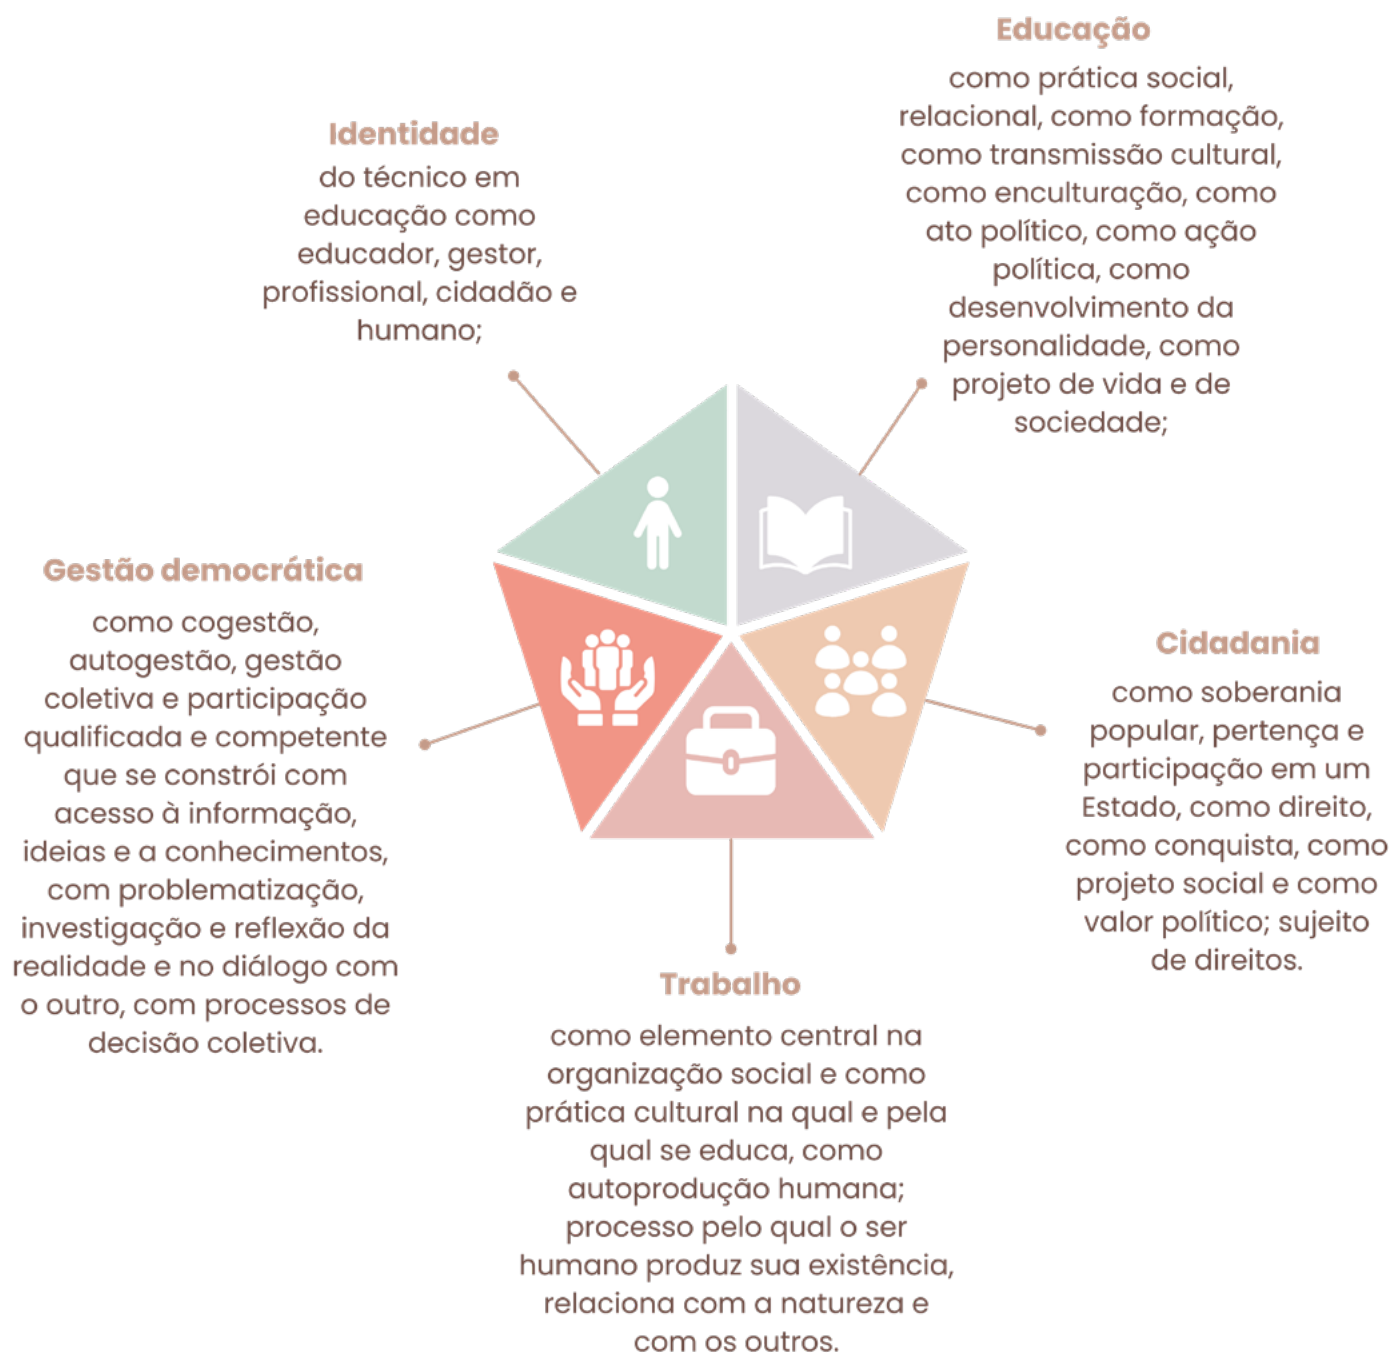 Educação
como prática social,
relacional, como formação,
como transmissão cultural,
como enculturação, como
ato político, como ação
política, como
desenvolvimento da
personalidade, como
projeto de vida e de
sociedade;
Identidade
do técnico em
educação como
educador, gestor,
profissional, cidadão e
humano;
Gestão democrática
como cogestão,
autogestão, gestão
coletiva e participação
qualificada e competente
que se constrói com
acesso à informação,
ideias e a conhecimentos,
com problematização,
investigação e reflexão da
realidade e no diálogo com
o outro, com processos de
decisão coletiva.
Cidadania
como soberania
popular, pertença e
participação em um
Estado, como direito,
como conquista, como
projeto social e como
valor político; sujeito
de direitos.
Trabalho
como elemento central na
organização social e como
prática cultural na qual e pela
qual se educa, como
autoprodução humana;
processo pelo qual o ser
humano produz sua existência,
relaciona com a natureza e
com os outros.